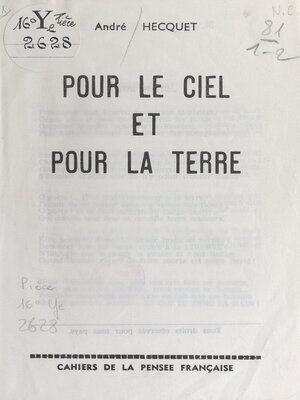 16° Ye Pièce
2628
André HECQUET
81
1-2
POUR LE CIEL
ET
POUR LA TERRE
Pièce
16° Ye
2628
Tous droits réservés pour tous pays.
CAHIERS DE LA PENSEE FRANÇAISE